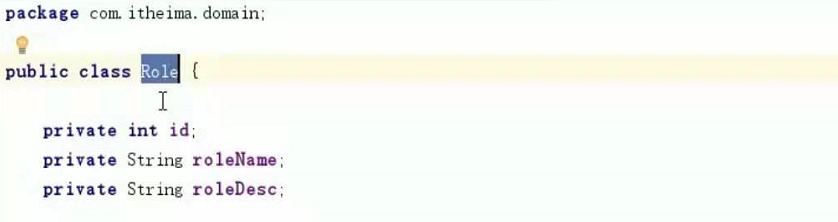 package com.itheima.domain;
public class Role {
private int id;
private String roleName;
private String roleDesc;